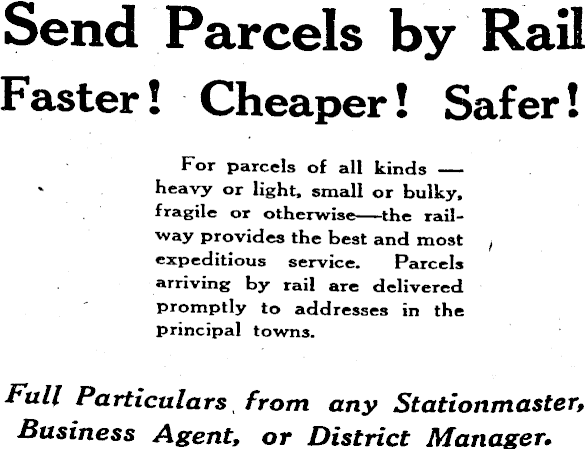 Send Parcels by Rail
Faster! Cheaper! Safer!
For parcels of all kinds —
heavy or light, small or bulky,
fragile or otherwise—the rail-
way provides the best and most
expeditious service. Parcels
arriving by rail are delivered
promptly to addresses in the
principal towns.
Full Particulars from any Stationmaster,
Business Agent, or District Manager.